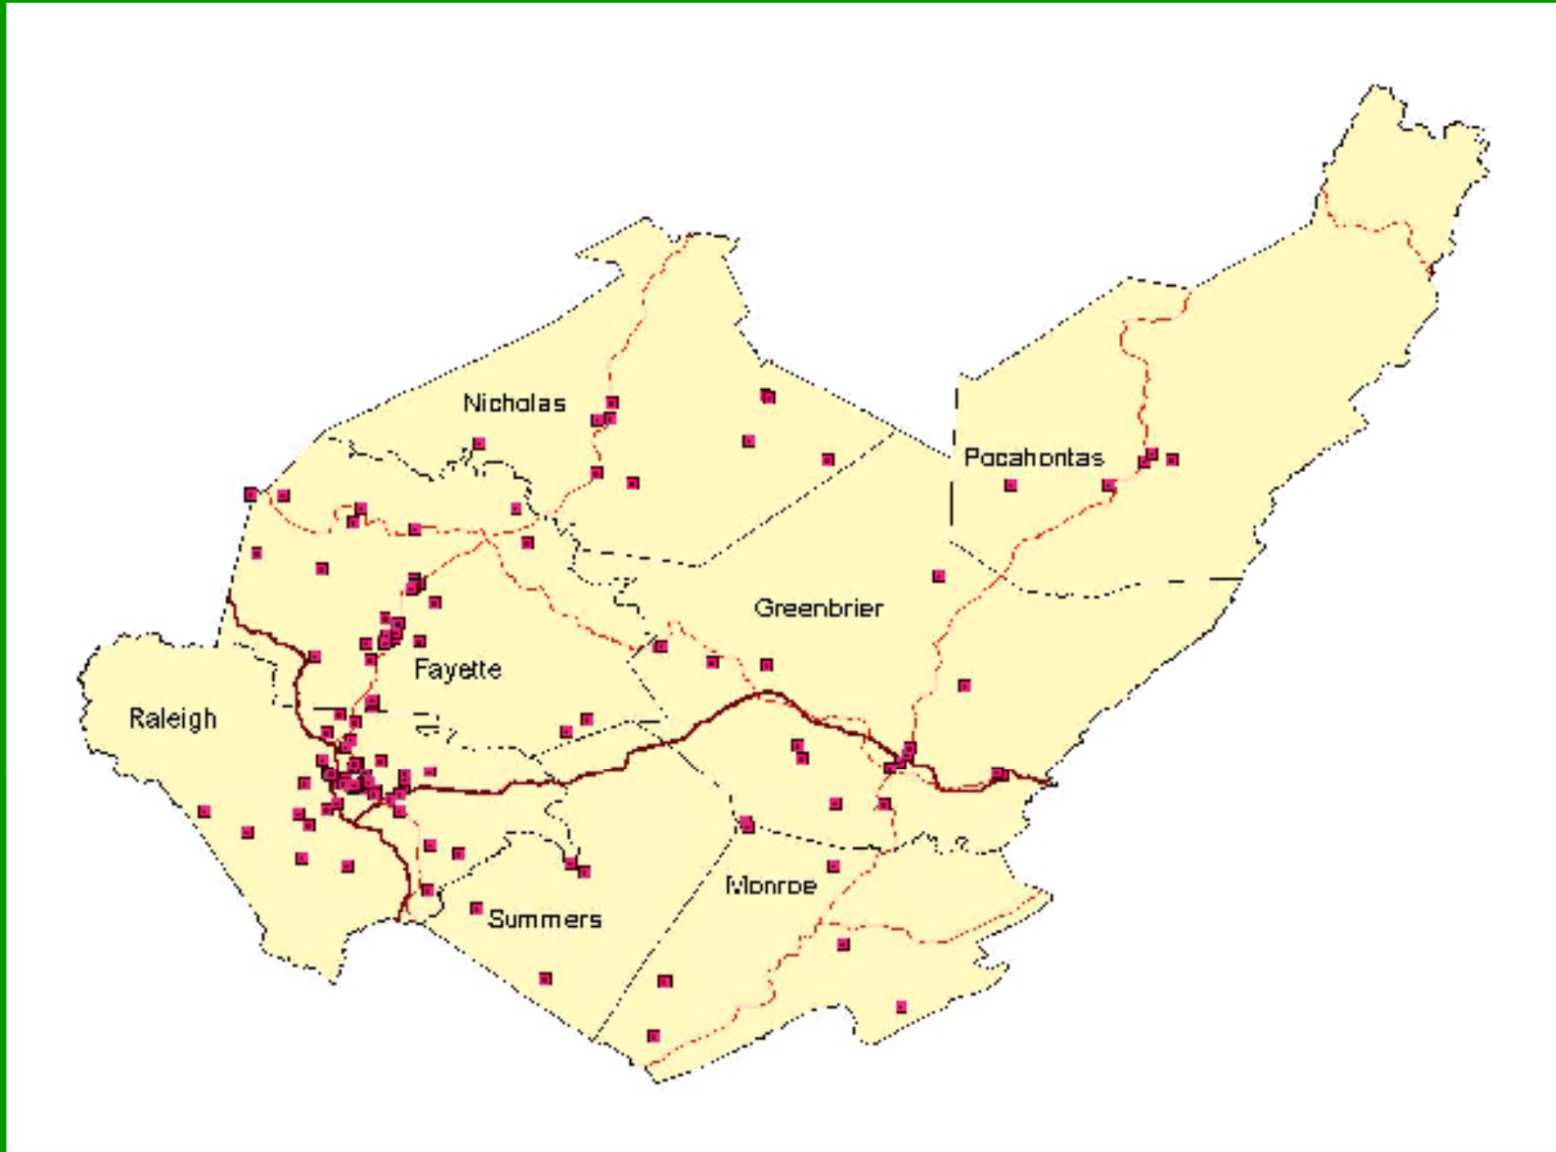 Nicholas
Pocahontas
Greenbrier
Fayette
Raleigh
Monroe
Summers